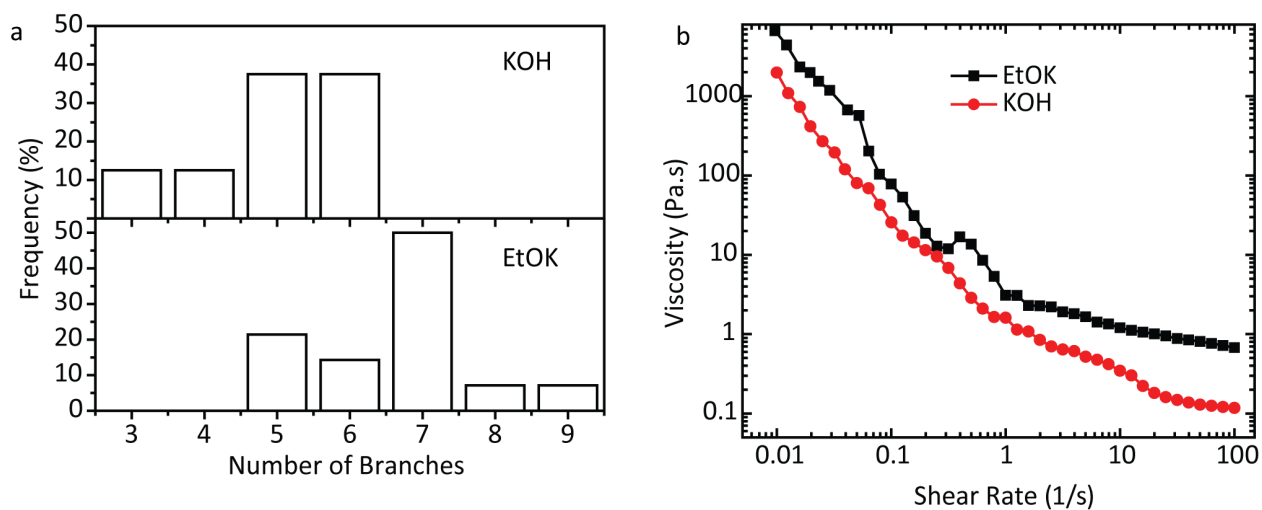 a
50
40
30
20
10
KOH
50
40
30
20
10
0
EtOK
Frequency (%)
3 4 5 6 7 8 9
Number of Branches
b
EtOK
KOH
1000
100
10
1
0.1
Viscosity (Pa.s)
0.01 0.1 1 10 100
Shear Rate (1/s)